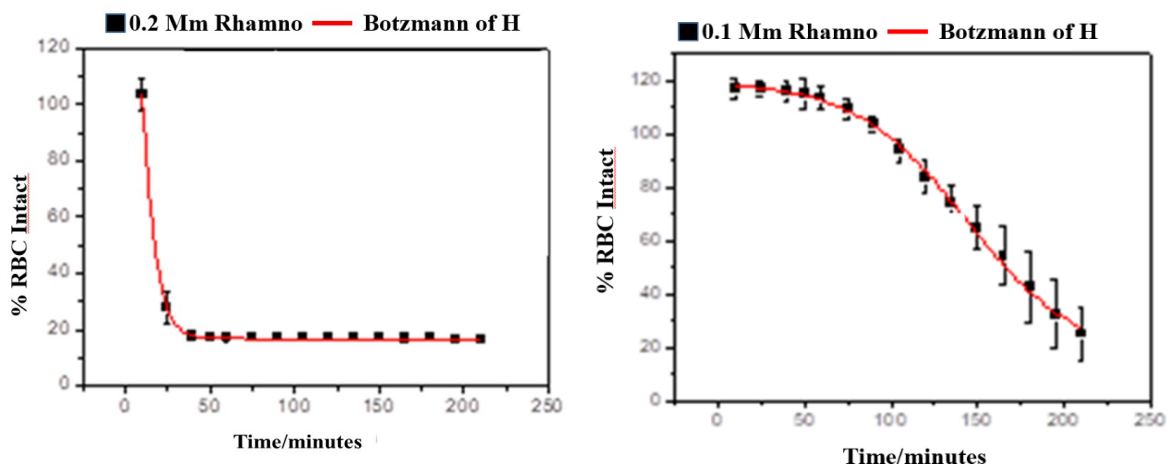 0.2 Mm Rhamno Botzmann of H
120
100
80
60
40
20
0
% RBC Intact
0 50 100 150 200 250
Time/minutes
0.1 Mm Rhamno Botzmann of H
120
100
80
60
40
20
0
% RBC Intact
0 50 100 150 200 250
Time/minutes